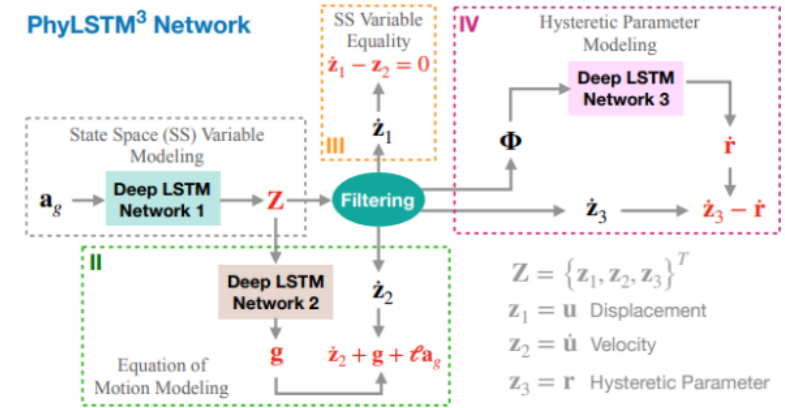 PhyLSTM³ Network
State Space (SS) Variable
Modeling
a_g
Deep LSTM
Network 1
Z
Filtering
SS Variable
Equality
ż₁ − z₂ = 0
ż₁
III
IV
Hysteretic Parameter
Modeling
Deep LSTM
Network 3
Φ
ṙ
ż₃
ż₃ − ṙ
II
Deep LSTM
Network 2
ż₂
g
ż₂ + g + ℓa_g
Equation of
Motion Modeling
Z = {z₁, z₂, z₃}ᵀ
z₁ = u Displacement
z₂ = u̇ Velocity
z₃ = r Hysteretic Parameter